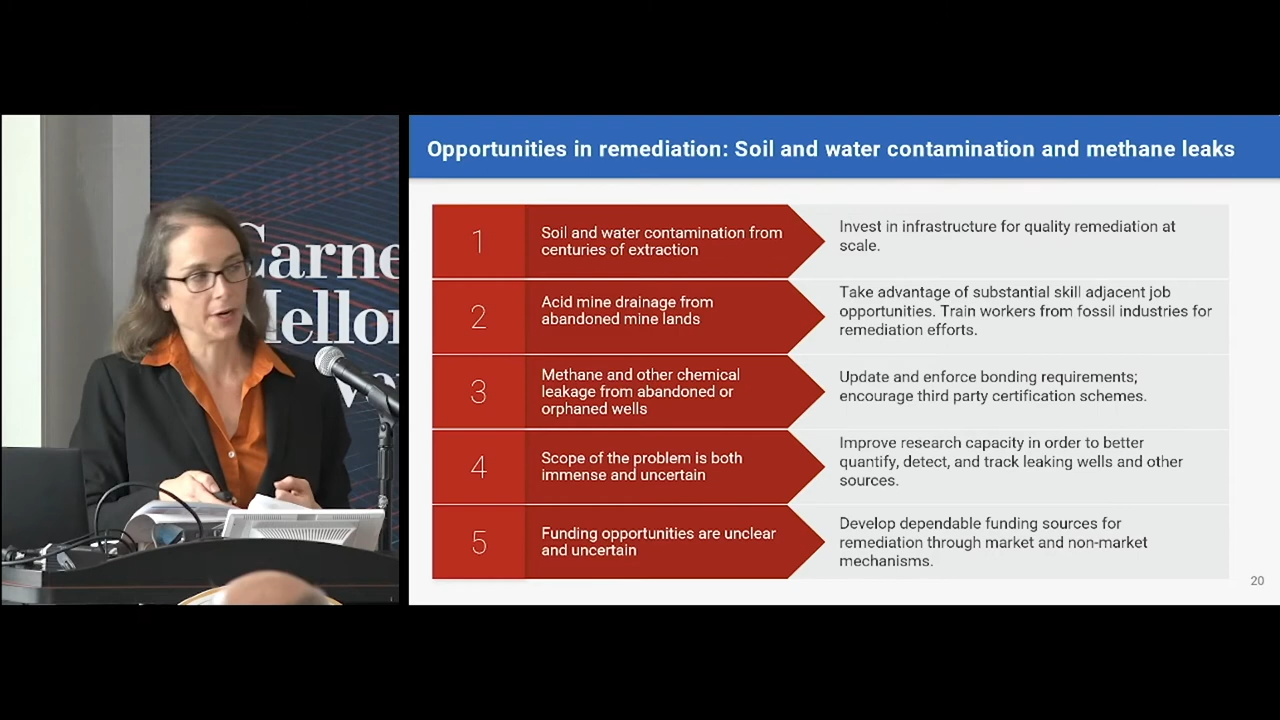 Carne
Mellon
Opportunities in remediation: Soil and water contamination and methane leaks
1
Soil and water contamination from
centuries of extraction
Invest in infrastructure for quality remediation at
scale.
2
Acid mine drainage from
abandoned mine lands
Take advantage of substantial skill adjacent job
opportunities. Train workers from fossil industries for
remediation efforts.
3
Methane and other chemical
leakage from abandoned or
orphaned wells
Update and enforce bonding requirements;
encourage third party certification schemes.
4
Scope of the problem is both
immense and uncertain
Improve research capacity in order to better
quantify, detect, and track leaking wells and other
sources.
5
Funding opportunities are unclear
and uncertain
Develop dependable funding sources for
remediation through market and non-market
mechanisms.
20